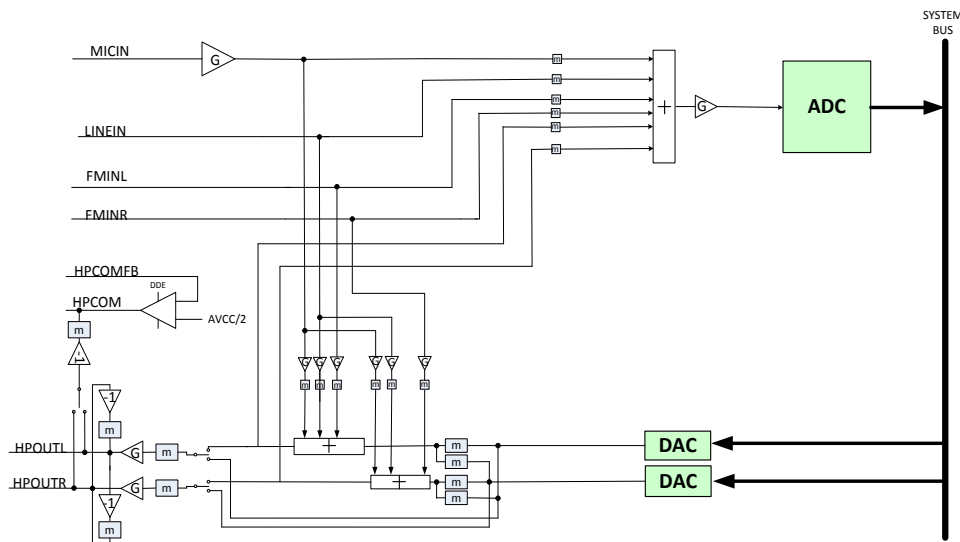 SYSTEM
BUS
MICIN
G
m
m
m
m
m
m
+
G
ADC
LINEIN
FMINL
FMINR
HPCOMFB
DDE
HPCOM
AVCC/2
m
-1
G
G
G
G
G
G
m
m
m
m
m
m
-1
m
HPOUTL
G
m
+
m
m
DAC
HPOUTR
G
m
+
m
m
DAC
-1
m